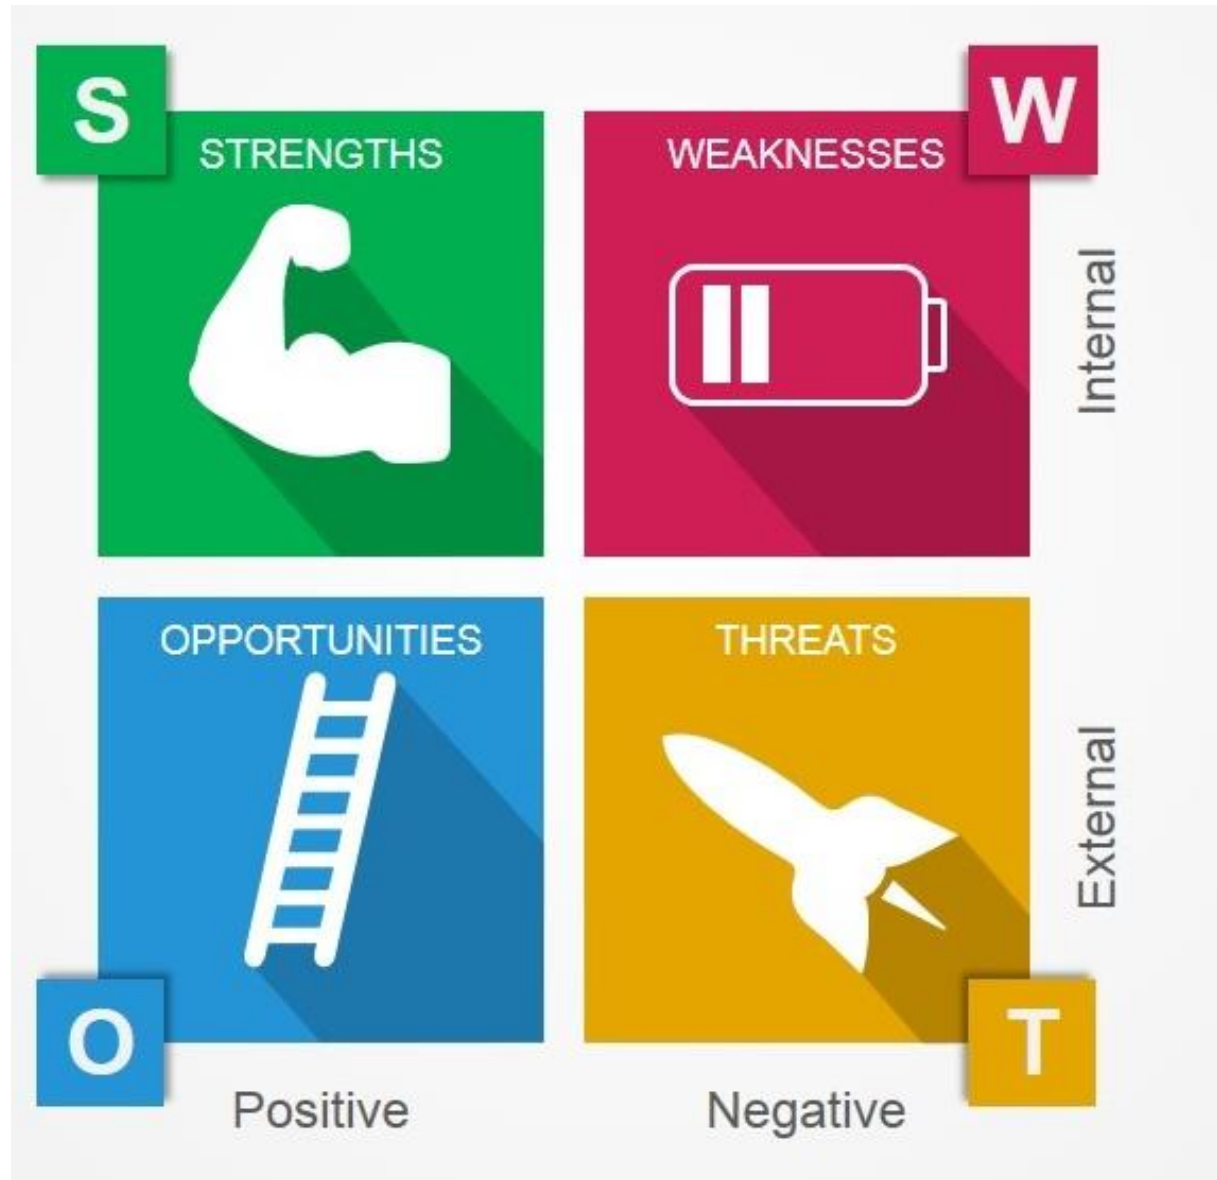 S
STRENGTHS
WEAKNESSES
W
Internal
OPPORTUNITIES
THREATS
External
O
T
Positive
Negative